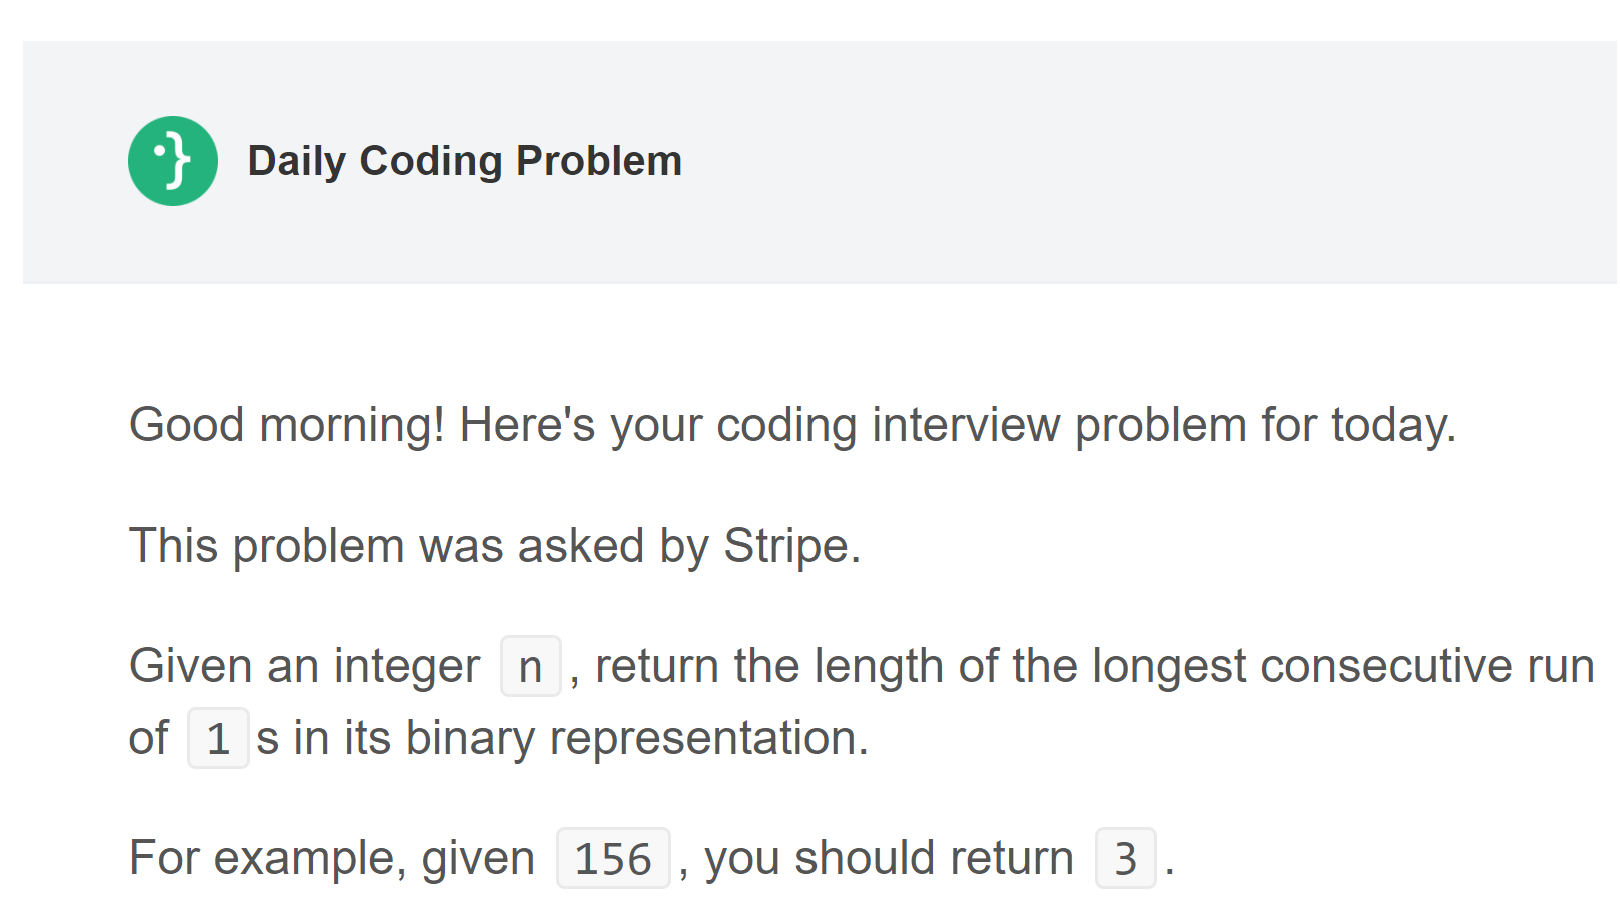 Daily Coding Problem
Good morning! Here's your coding interview problem for today.
This problem was asked by Stripe.
Given an integer n, return the length of the longest consecutive run
of 1s in its binary representation.
For example, given 156, you should return 3.